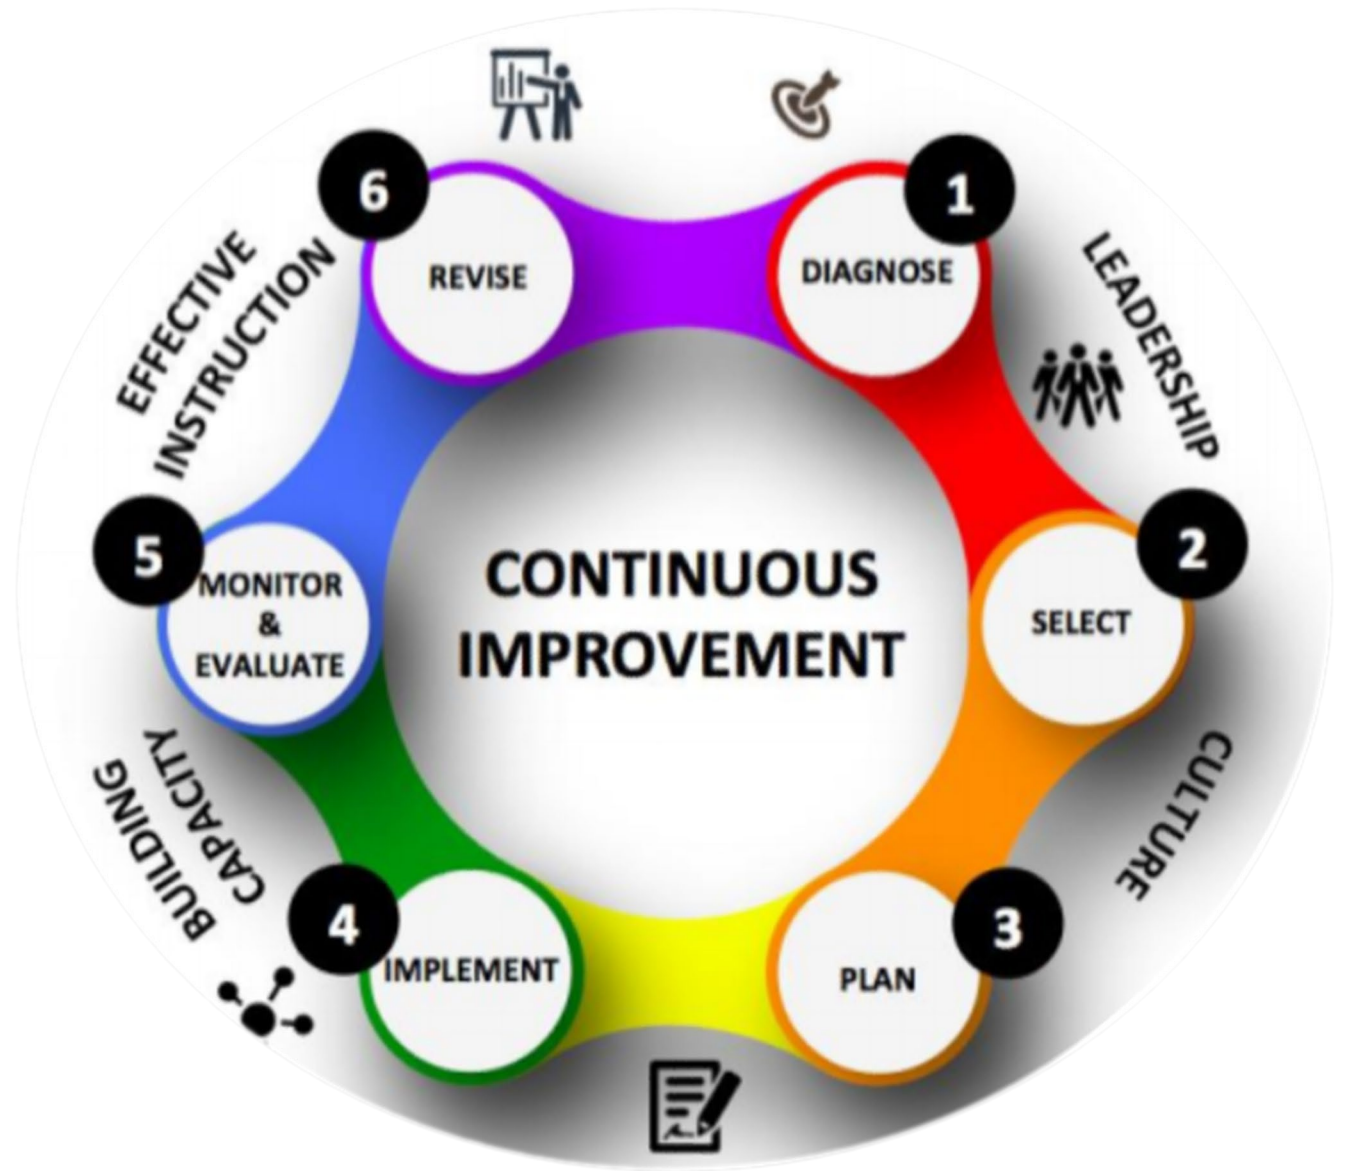 6
REVISE
1
DIAGNOSE
EFFECTIVE
INSTRUCTION
LEADERSHIP
5
MONITOR
&
EVALUATE
CONTINUOUS
IMPROVEMENT
2
SELECT
BUILDING
CAPACITY
CULTURE
4
IMPLEMENT
3
PLAN